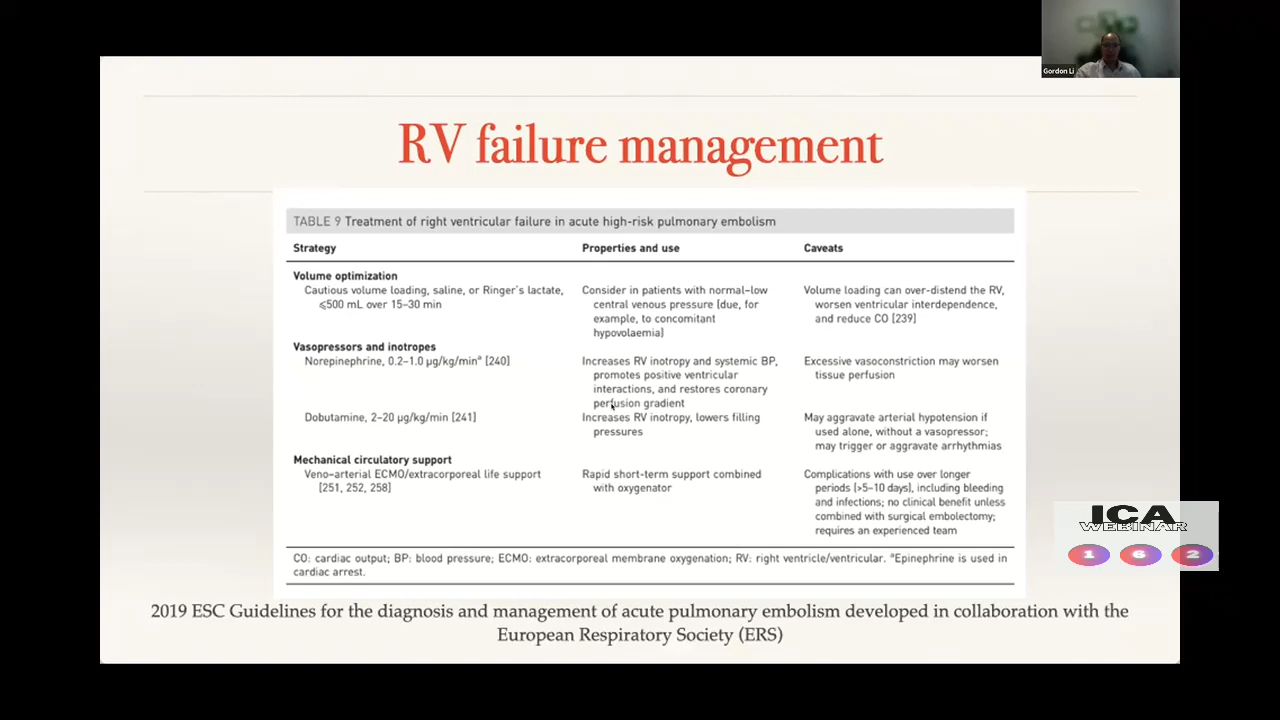 Gordon Li
RV failure management
TABLE 9 Treatment of right ventricular failure in acute high-risk pulmonary embolism
Strategy Properties and use Caveats
Volume optimization
Cautious volume loading, saline, or Ringer's lactate,
⩽500 mL over 15–30 min
Consider in patients with normal–low
central venous pressure (due, for
example, to concomitant
hypovolaemia)
Volume loading can over-distend the RV,
worsen ventricular interdependence,
and reduce CO [239]
Vasopressors and inotropes
Norepinephrine, 0.2–1.0 µg/kg/minᵃ [240]
Increases RV inotropy and systemic BP,
promotes positive ventricular
interactions, and restores coronary
perfusion gradient
Excessive vasoconstriction may worsen
tissue perfusion
Dobutamine, 2–20 µg/kg/min [241]
Increases RV inotropy, lowers filling
pressures
May aggravate arterial hypotension if
used alone, without a vasopressor;
may trigger or aggravate arrhythmias
Mechanical circulatory support
Veno–arterial ECMO/extracorporeal life support
[251, 252, 258]
Rapid short-term support combined
with oxygenator
Complications with use over longer
periods (>5–10 days), including bleeding
and infections; no clinical benefit unless
combined with surgical embolectomy;
requires an experienced team
CO: cardiac output; BP: blood pressure; ECMO: extracorporeal membrane oxygenation; RV: right ventricle/ventricular. ᵃEpinephrine is used in
cardiac arrest.
2019 ESC Guidelines for the diagnosis and management of acute pulmonary embolism developed in collaboration with the
European Respiratory Society (ERS)
ICA
WEBINAR
1 6 2